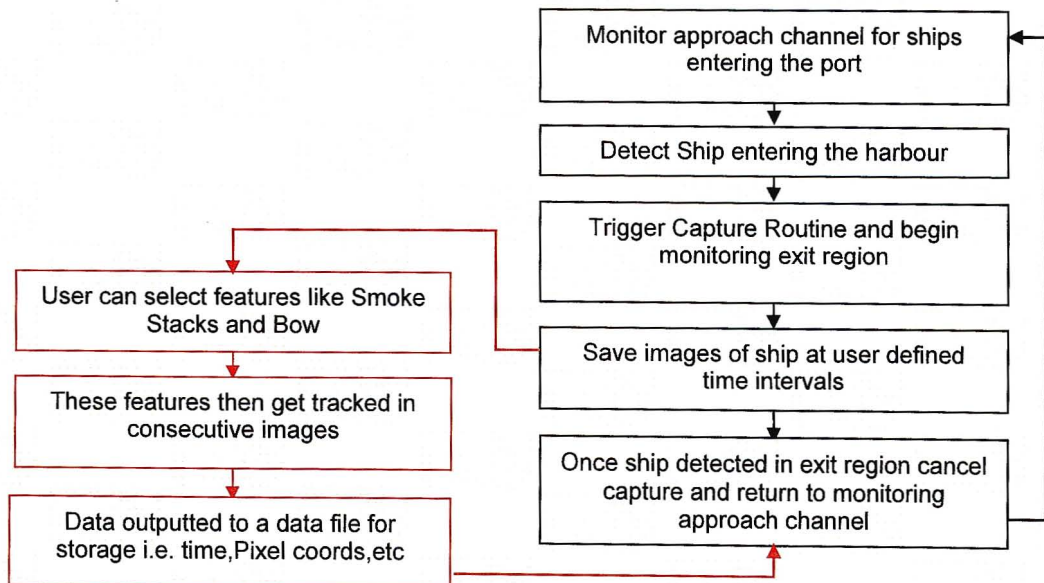 Monitor approach channel for ships
entering the port
Detect Ship entering the harbour
Trigger Capture Routine and begin
monitoring exit region
Save images of ship at user defined
time intervals
Once ship detected in exit region cancel
capture and return to monitoring
approach channel
User can select features like Smoke
Stacks and Bow
These features then get tracked in
consecutive images
Data outputted to a data file for
storage i.e. time,Pixel coords,etc